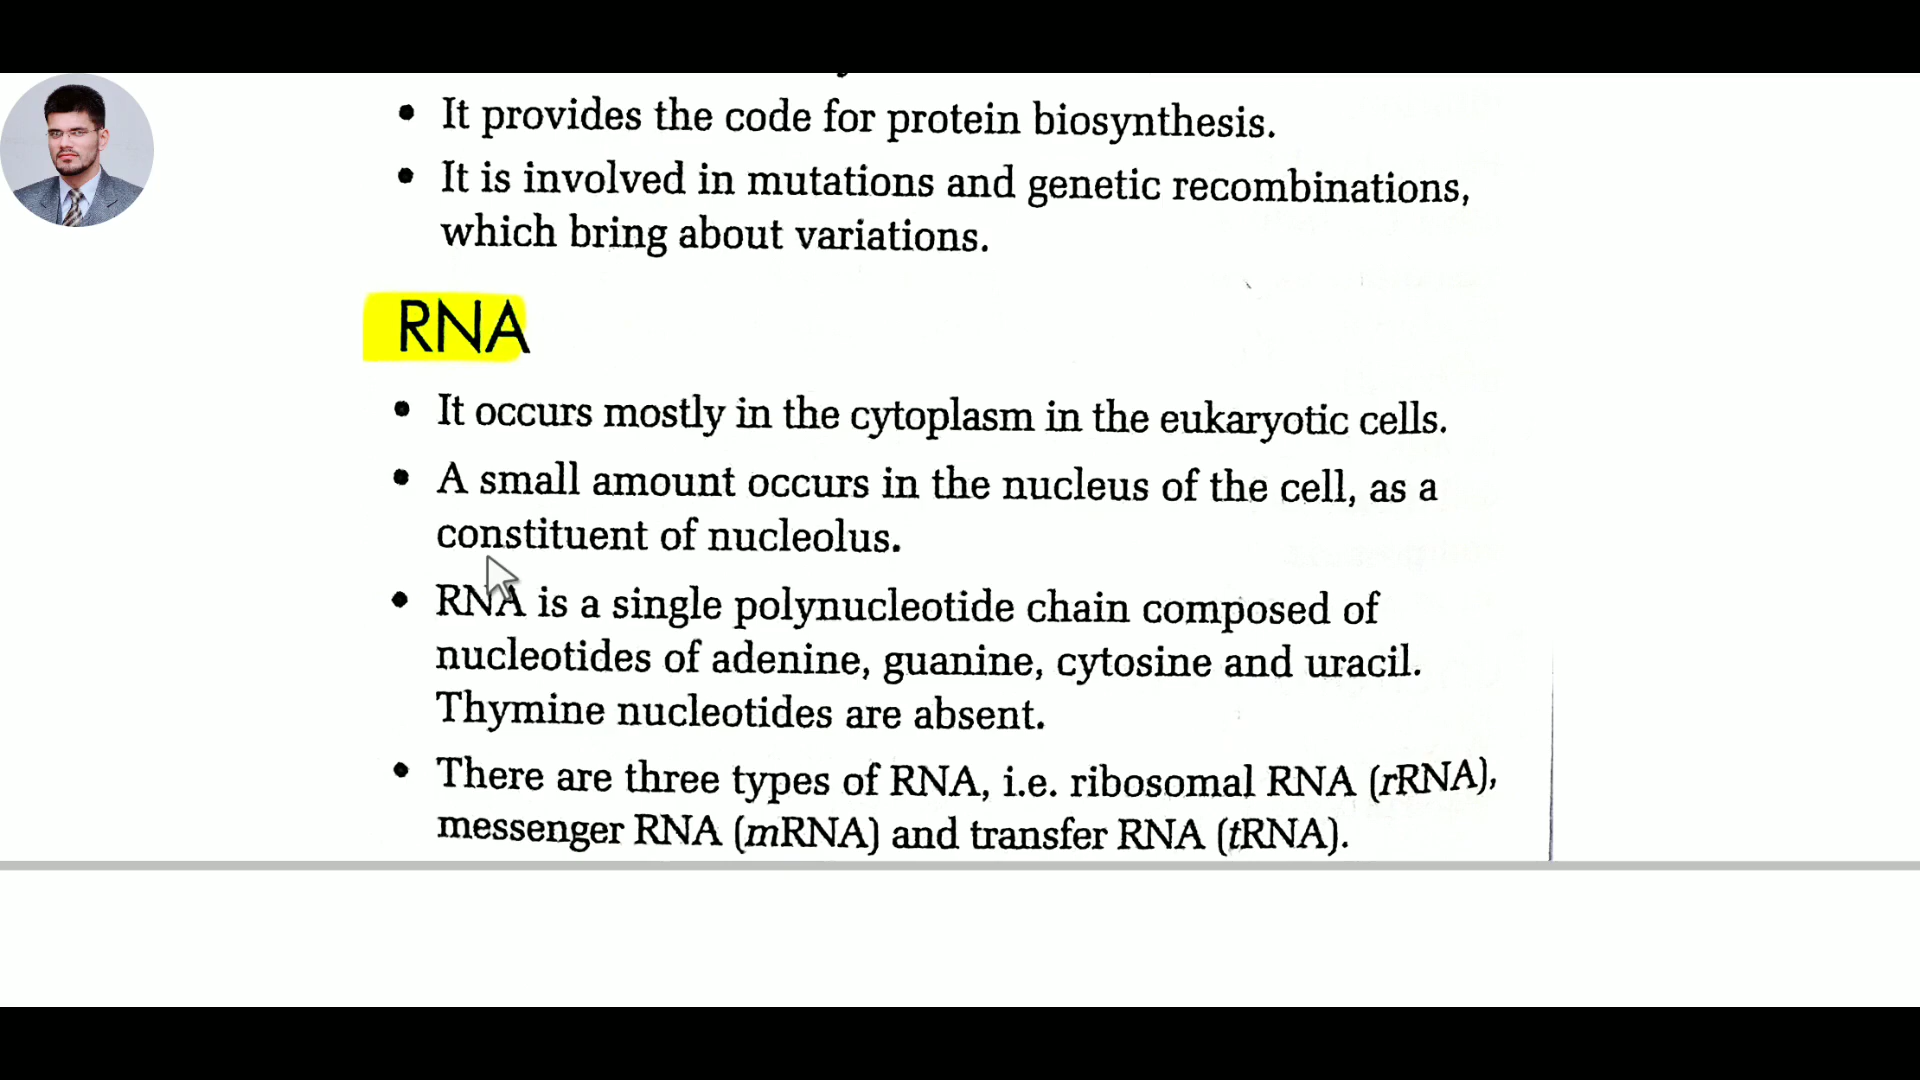 • It provides the code for protein biosynthesis.
• It is involved in mutations and genetic recombinations,
which bring about variations.
RNA
• It occurs mostly in the cytoplasm in the eukaryotic cells.
• A small amount occurs in the nucleus of the cell, as a
constituent of nucleolus.
• RNA is a single polynucleotide chain composed of
nucleotides of adenine, guanine, cytosine and uracil.
Thymine nucleotides are absent.
• There are three types of RNA, i.e. ribosomal RNA (rRNA),
messenger RNA (mRNA) and transfer RNA (tRNA).